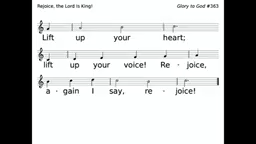 Rejoice, the Lord is King! Glory to God #363
Lift up your heart;
lift up your voice! Re - joice,
a - gain I say, re - joice!